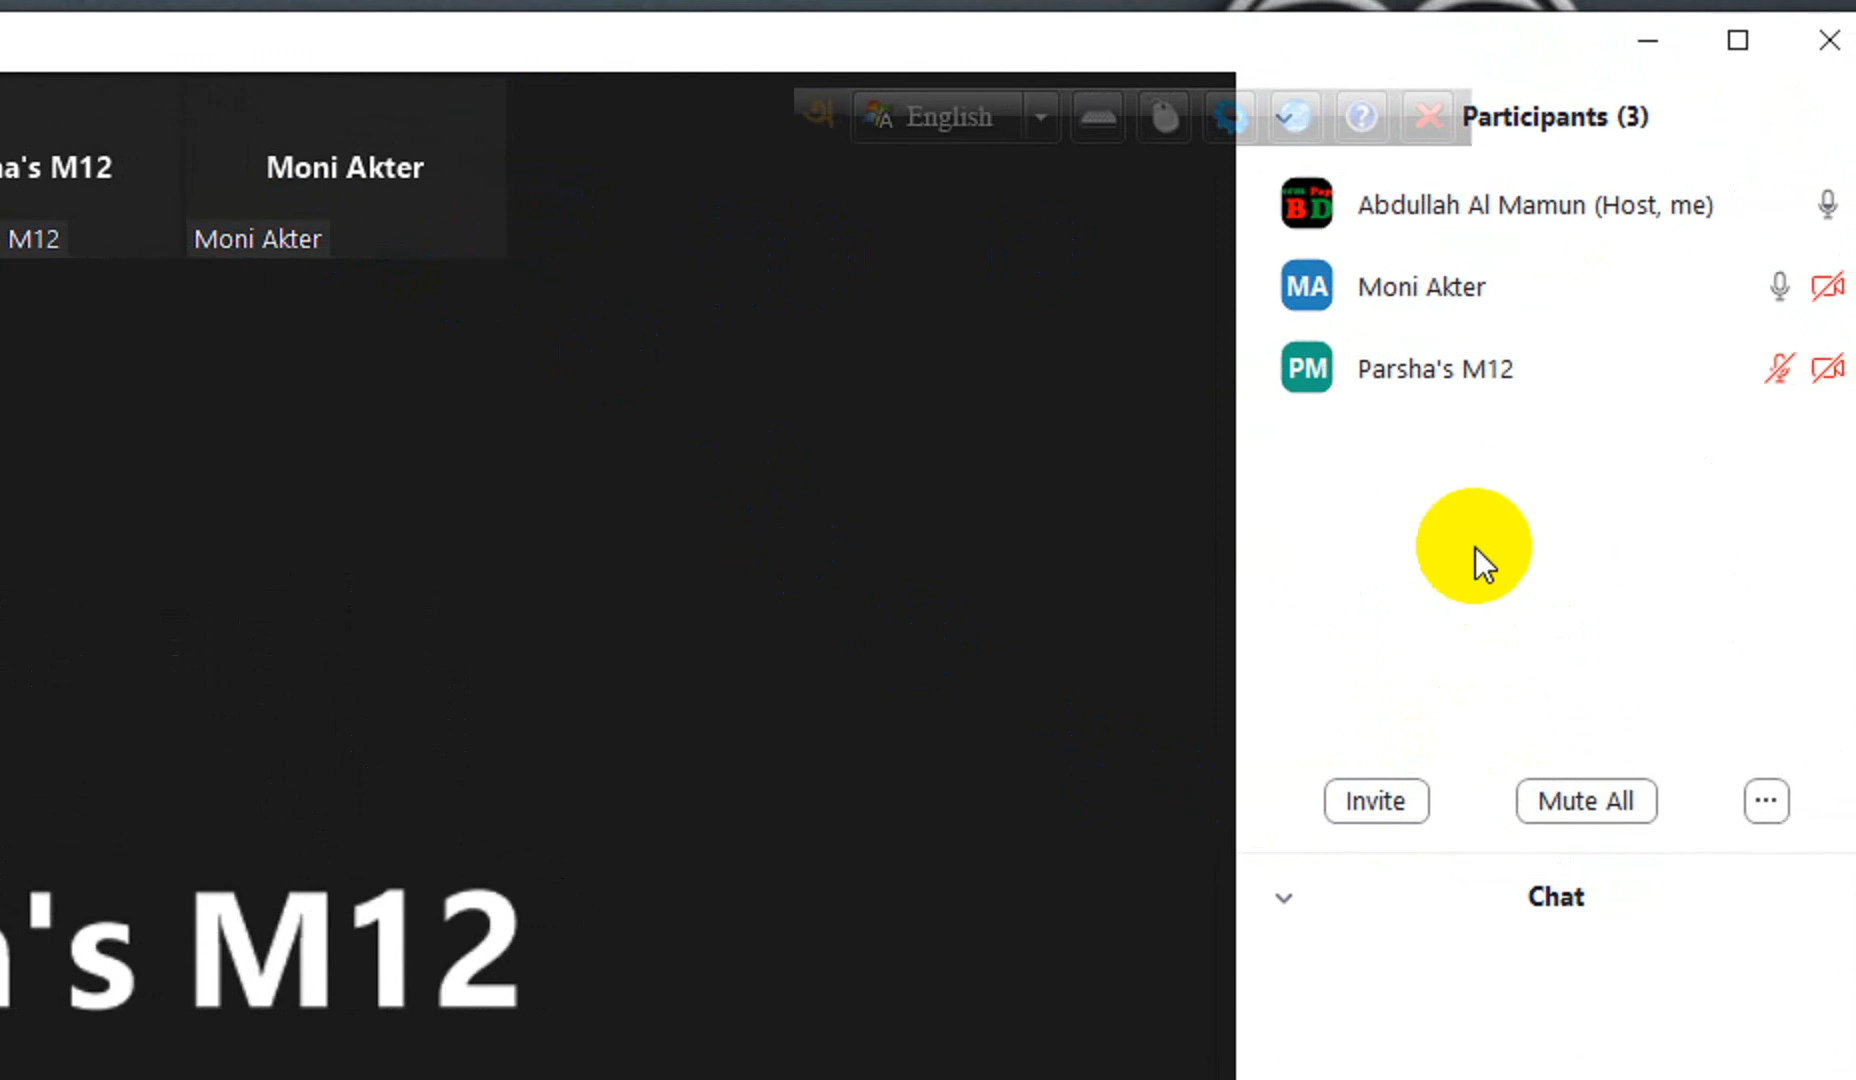 English
Participants (3)
a's M12
Moni Akter
M12
Moni Akter
BD
Abdullah Al Mamun (Host, me)
MA
Moni Akter
PM
Parsha's M12
Invite
Mute All
...
Chat
's M12